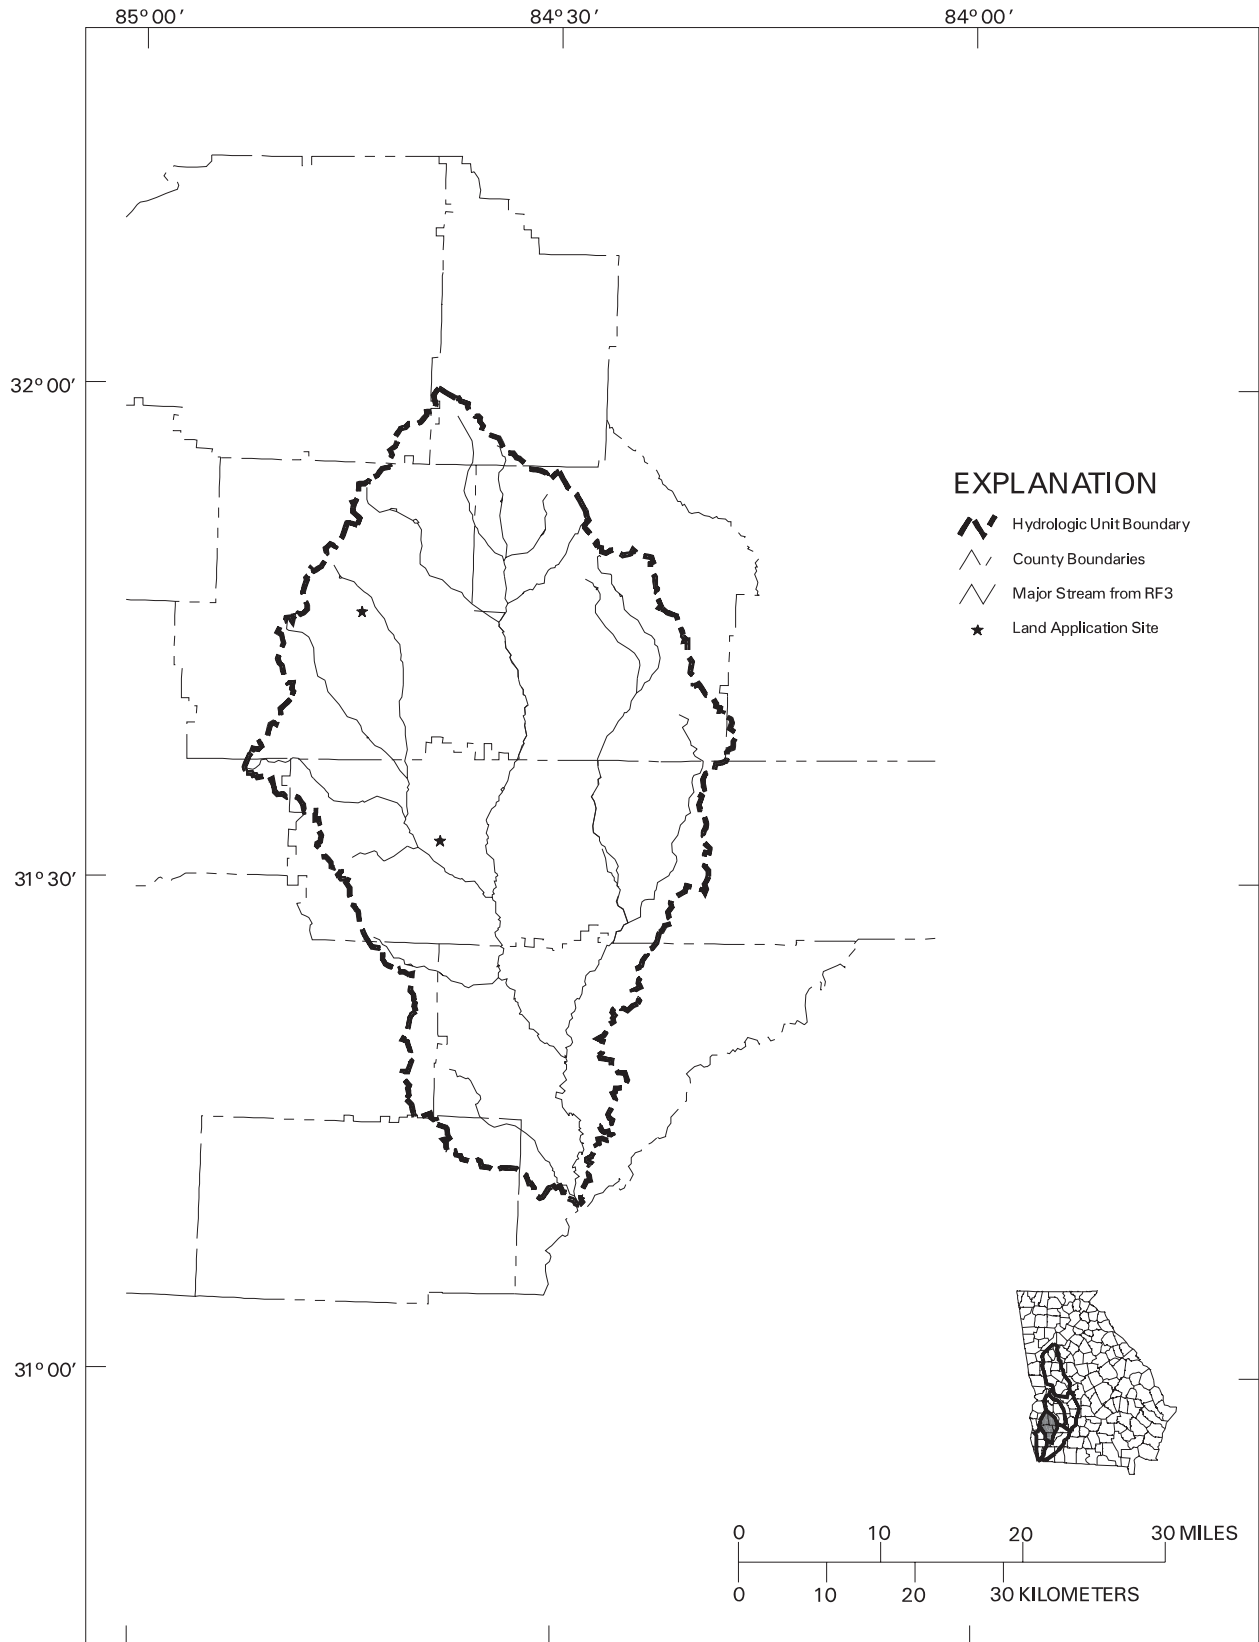 85°00′ 84°30′ 84°00′
32°00′
EXPLANATION
Hydrologic Unit Boundary
County Boundaries
Major Stream from RF3
Land Application Site
31°30′
31°00′
0 10 20 30 MILES
0 10 20 30 KILOMETERS